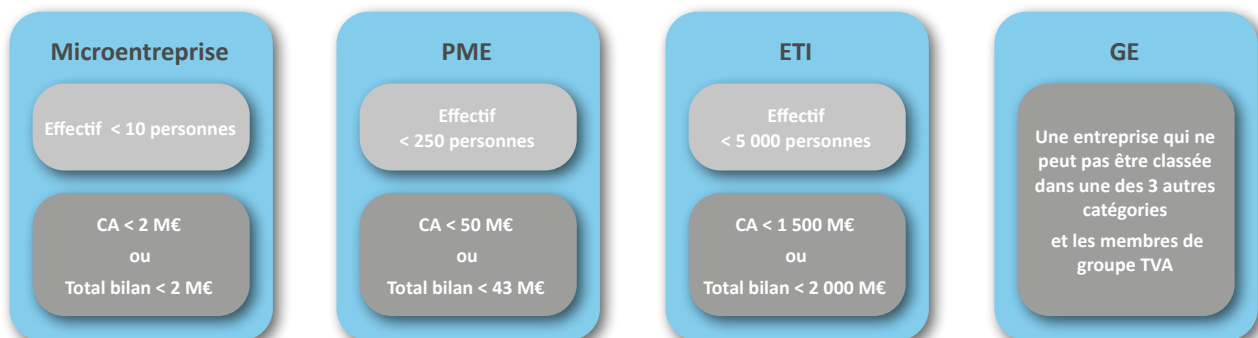 Microentreprise
Effectif < 10 personnes
CA < 2 M€
ou
Total bilan < 2 M€
PME
Effectif
< 250 personnes
CA < 50 M€
ou
Total bilan < 43 M€
ETI
Effectif
< 5 000 personnes
CA < 1 500 M€
ou
Total bilan < 2 000 M€
GE
Une entreprise qui ne
peut pas être classée
dans une des 3 autres
catégories
et les membres de
groupe TVA